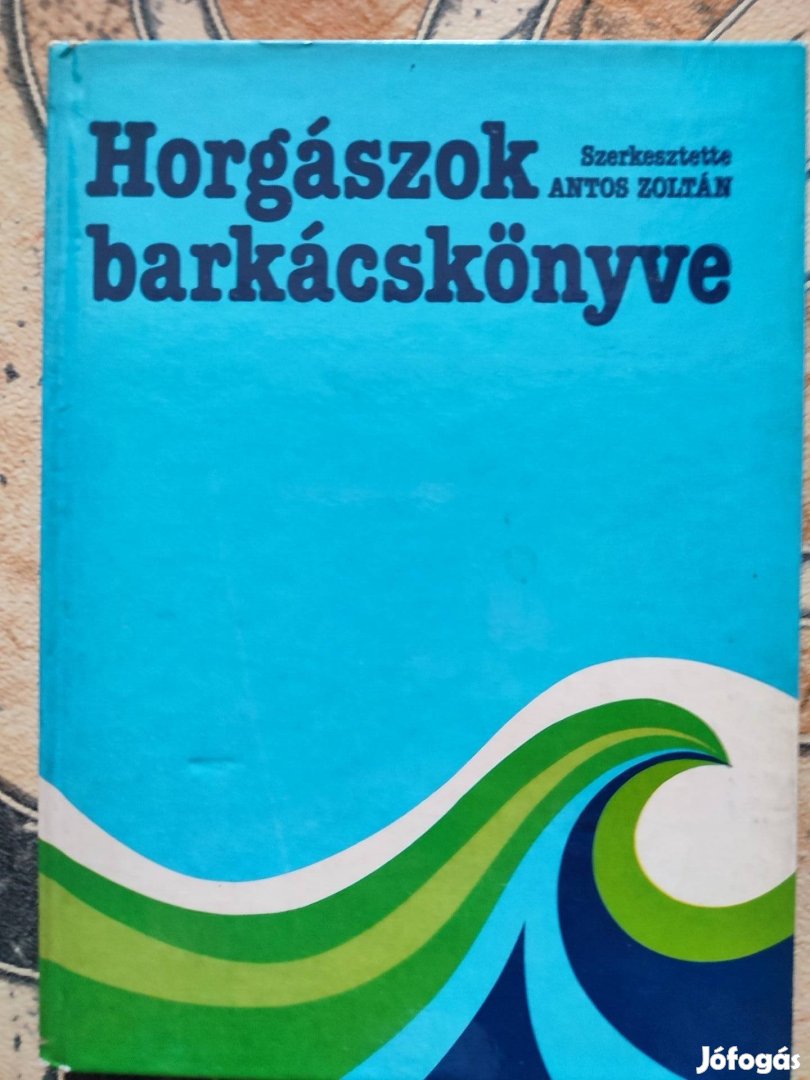 Horgászok
Szerkesztette
ANTOS ZOLTÁN
barkácskönyve
Jófogás